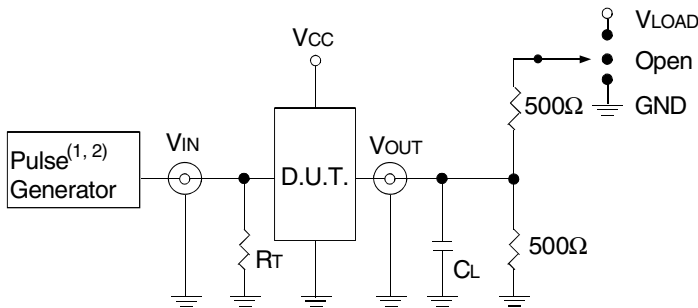 VLOAD
Open
GND
VCC
500Ω
Pulse(1, 2)
Generator
VIN
D.U.T.
VOUT
RT
CL
500Ω